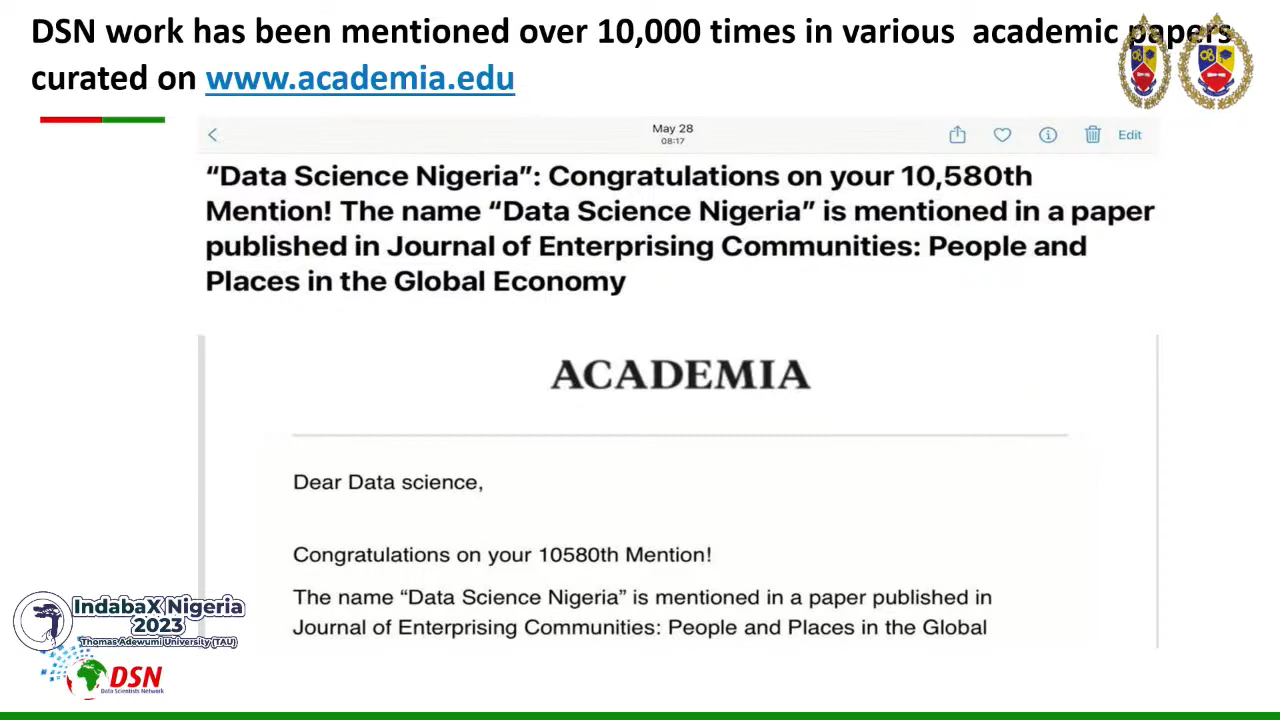 DSN work has been mentioned over 10,000 times in various academic papers
curated on www.academia.edu
May 28
08:17
Edit
“Data Science Nigeria”: Congratulations on your 10,580th
Mention! The name “Data Science Nigeria” is mentioned in a paper
published in Journal of Enterprising Communities: People and
Places in the Global Economy
ACADEMIA
Dear Data science,
Congratulations on your 10580th Mention!
The name “Data Science Nigeria” is mentioned in a paper published in
Journal of Enterprising Communities: People and Places in the Global
IndabaX Nigeria
2023
Thomas Adewumi University (TAU)
DSN
Data Scientists Network